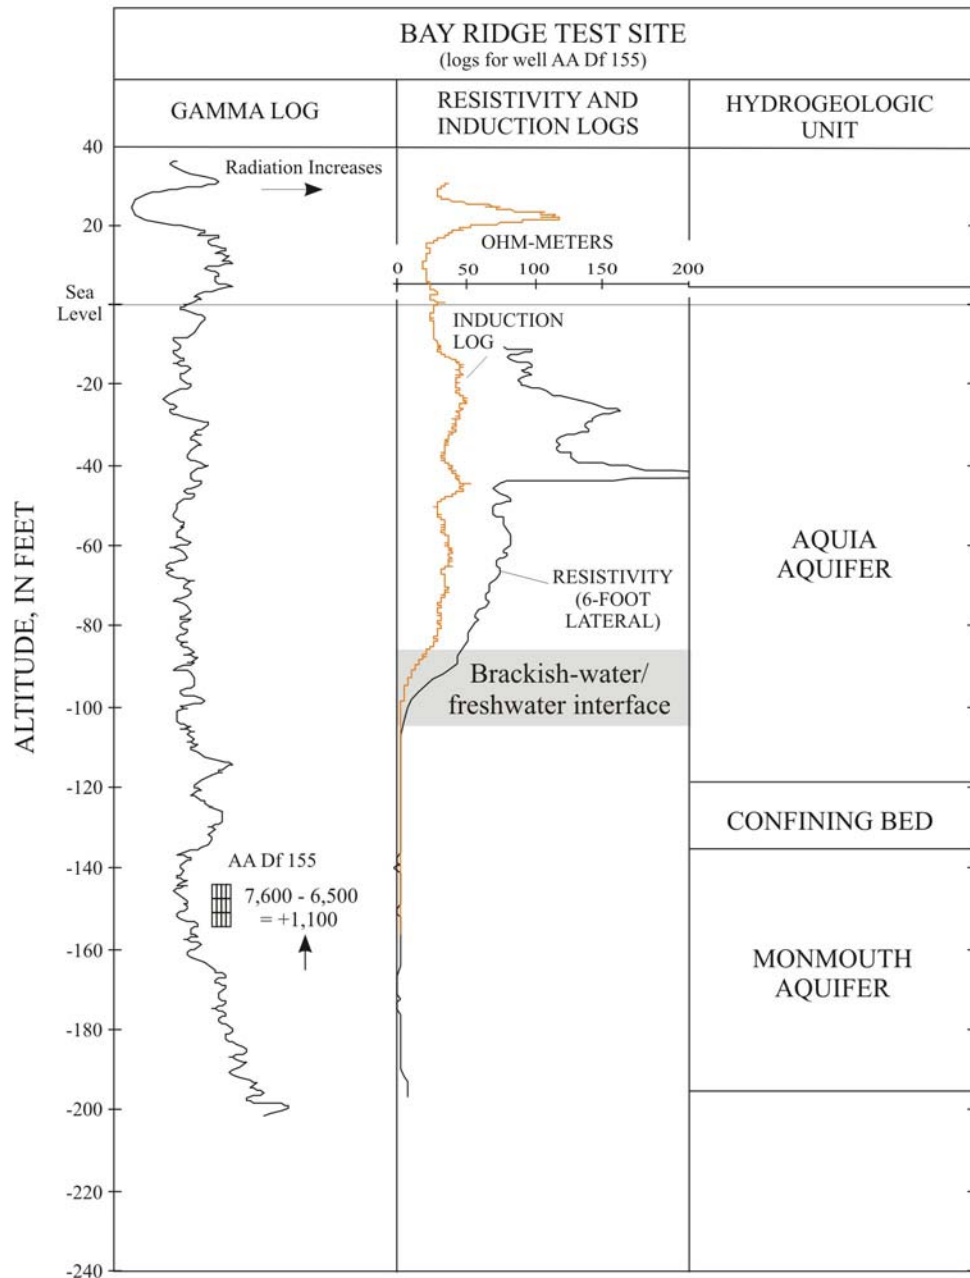 BAY RIDGE TEST SITE
(logs for well AA Df 155)
GAMMA LOG
RESISTIVITY AND
INDUCTION LOGS
HYDROGEOLOGIC
UNIT
ALTITUDE, IN FEET
40
20
Sea
Level
-20
-40
-60
-80
-100
-120
-140
-160
-180
-200
-220
-240
Radiation Increases
AA Df 155
7,600 - 6,500
= +1,100
OHM-METERS
0 50 100 150 200
INDUCTION
LOG
RESISTIVITY
(6-FOOT
LATERAL)
Brackish-water/
freshwater interface
AQUIA
AQUIFER
CONFINING BED
MONMOUTH
AQUIFER